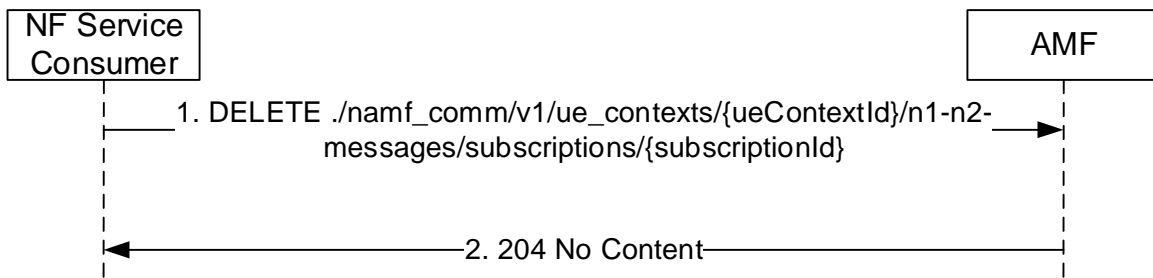 NF Service
Consumer
AMF
1. DELETE ./namf_comm/v1/ue_contexts/{ueContextId}/n1-n2-
messages/subscriptions/{subscriptionId}
2. 204 No Content